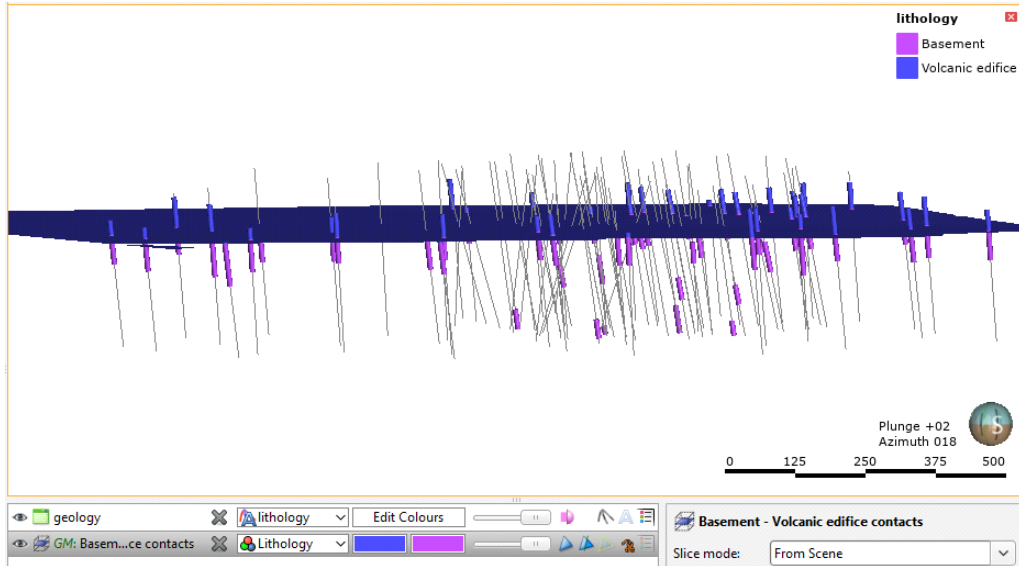 lithology
Basement
Volcanic edifice
Plunge +02
Azimuth 018
S
0 125 250 375 500
geology lithology Edit Colours
GM: Basem...ce contacts Lithology
Basement - Volcanic edifice contacts
Slice mode: From Scene